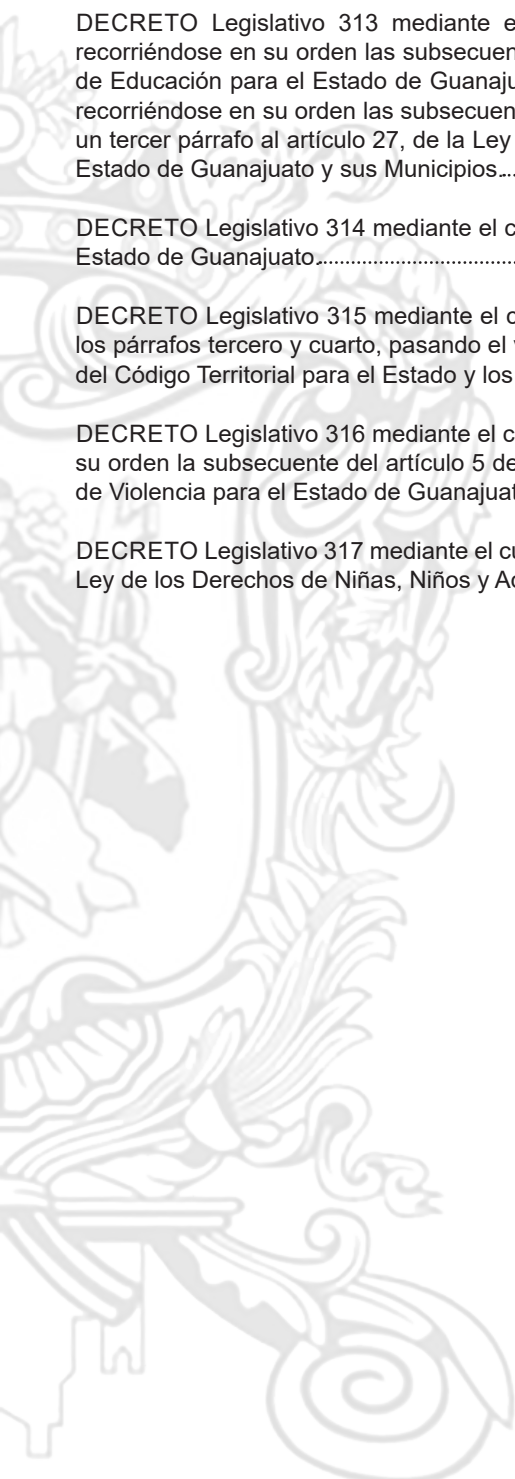 DECRETO Legislativo 313 mediante e
recorriéndose en su orden las subsecuen
de Educación para el Estado de Guanaju
recorriéndose en su orden las subsecuen
un tercer párrafo al artículo 27, de la Ley
Estado de Guanajuato y sus Municipios.....
DECRETO Legislativo 314 mediante el c
Estado de Guanajuato.......................................
DECRETO Legislativo 315 mediante el c
los párrafos tercero y cuarto, pasando el
del Código Territorial para el Estado y los
DECRETO Legislativo 316 mediante el c
su orden la subsecuente del artículo 5 de
de Violencia para el Estado de Guanajuat
DECRETO Legislativo 317 mediante el cu
Ley de los Derechos de Niñas, Niños y Ad